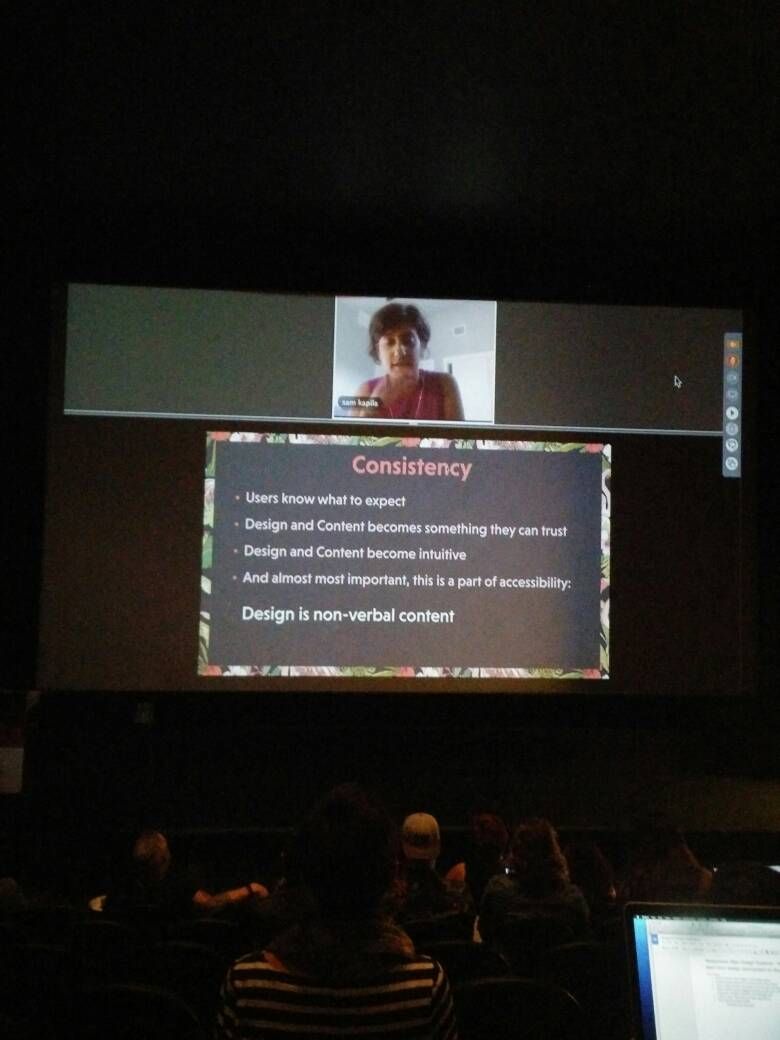 sam kapila
Consistency
• Users know what to expect
• Design and Content becomes something they can trust
• Design and Content become intuitive
• And almost most important, this is a part of accessibility:
Design is non-verbal content